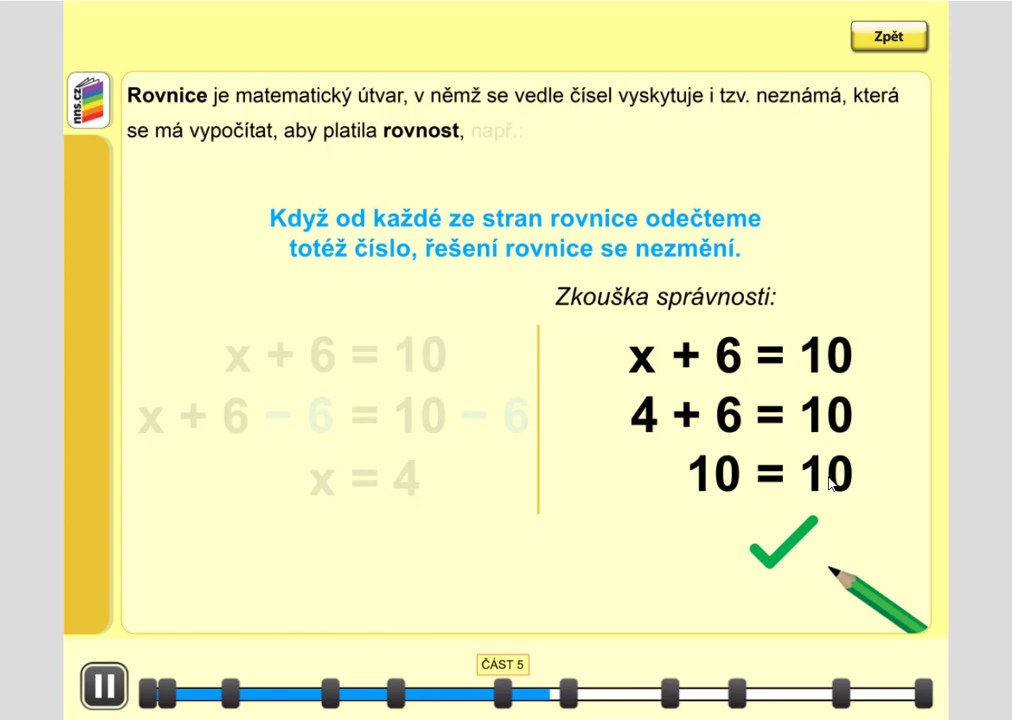 Zpět
nns.cz
Rovnice je matematický útvar, v němž se vedle čísel vyskytuje i tzv. neznámá, která
se má vypočítat, aby platila rovnost, např.:
Když od každé ze stran rovnice odečteme
totéž číslo, řešení rovnice se nezmění.
x + 6 = 10
x + 6 − 6 = 10 − 6
x = 4
Zkouška správnosti:
x + 6 = 10
4 + 6 = 10
10 = 10
ČÁST 5